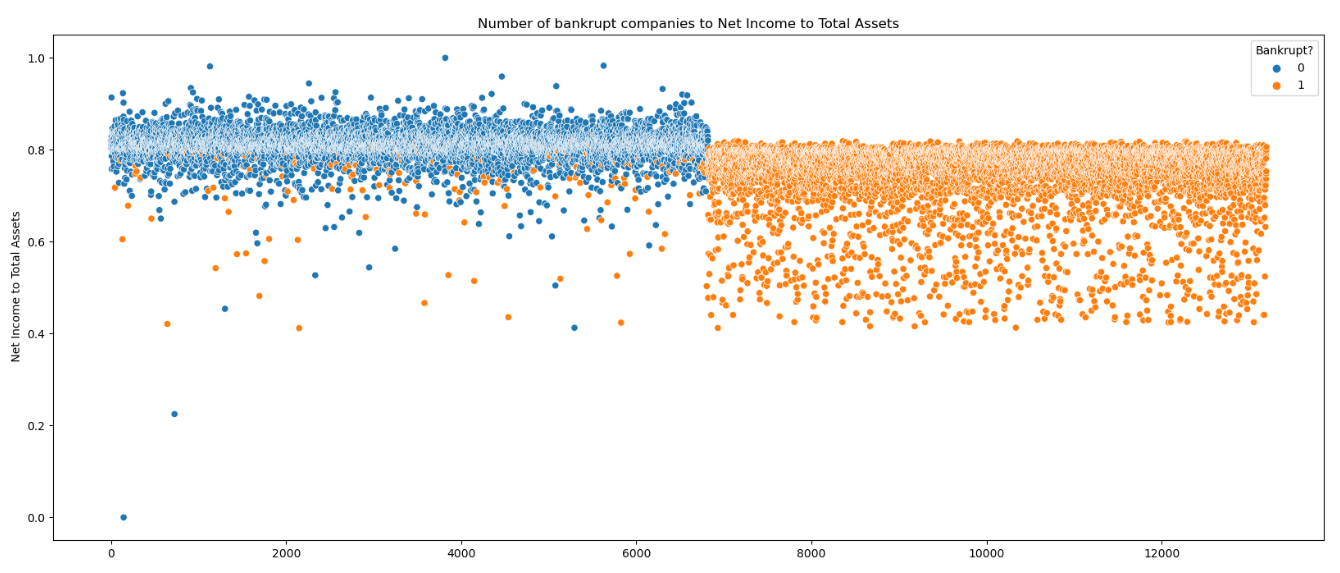 Number of bankrupt companies to Net Income to Total Assets
Bankrupt?
0
1
Net Income to Total Assets
1.0
0.8
0.6
0.4
0.2
0.0
0 2000 4000 6000 8000 10000 12000